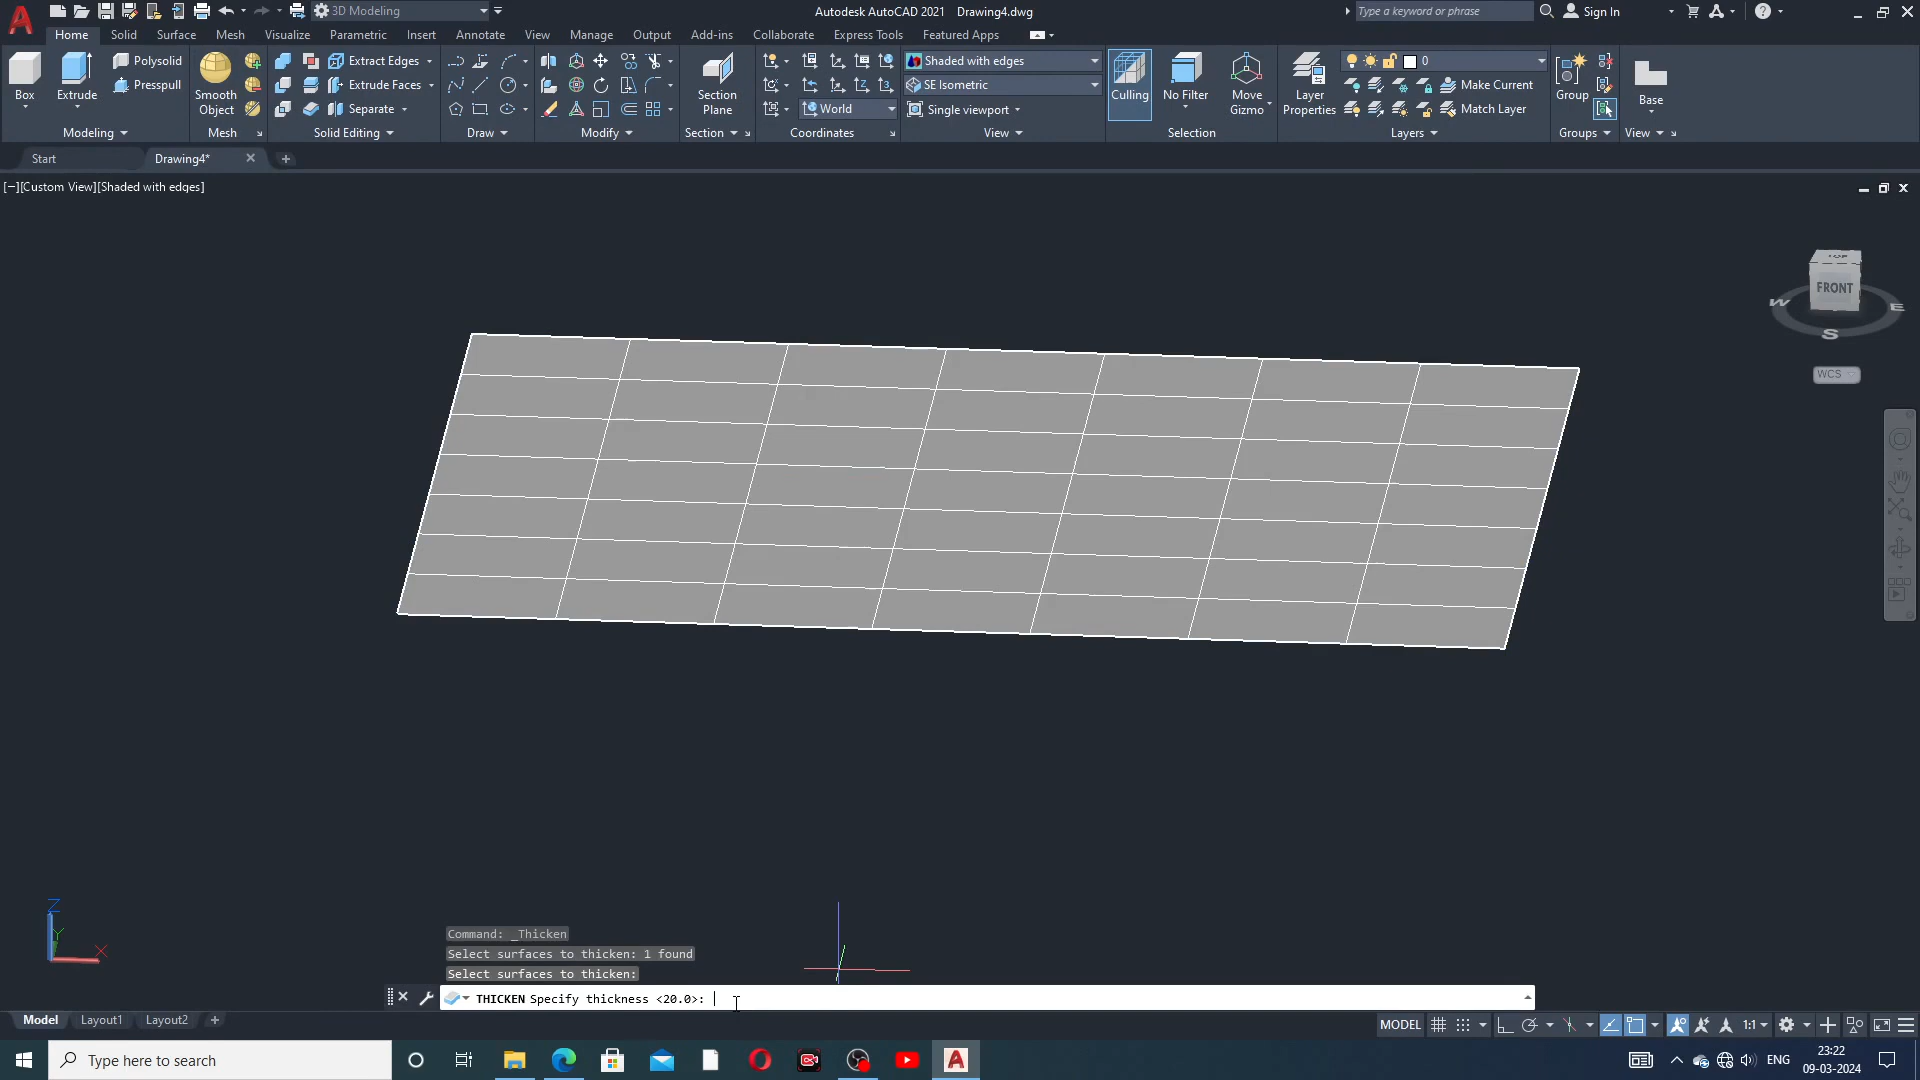 3D Modeling
Autodesk AutoCAD 2021 Drawing4.dwg
Type a keyword or phrase
Sign In
Home Solid Surface Mesh Visualize Parametric Insert Annotate View Manage Output Add-ins Collaborate Express Tools Featured Apps
Box
Extrude
Polysolid
Presspull
Smooth
Object
Extract Edges
Extrude Faces
Separate
Section
Plane
World
Shaded with edges
SE Isometric
Single viewport
Culling
No Filter
Move
Gizmo
Layer
Properties
0
Make Current
Match Layer
Group
Base
Modeling Mesh Solid Editing Draw Modify Section Coordinates View Selection Layers Groups View
Start Drawing4*
[−][Custom View][Shaded with edges]
TOP
FRONT
W
E
S
WCS
Z
Y
X
Command: _Thicken
Select surfaces to thicken: 1 found
Select surfaces to thicken:
THICKEN Specify thickness <20.0>:
Model Layout1 Layout2
MODEL
1:1
Type here to search
ENG
23:22
09-03-2024